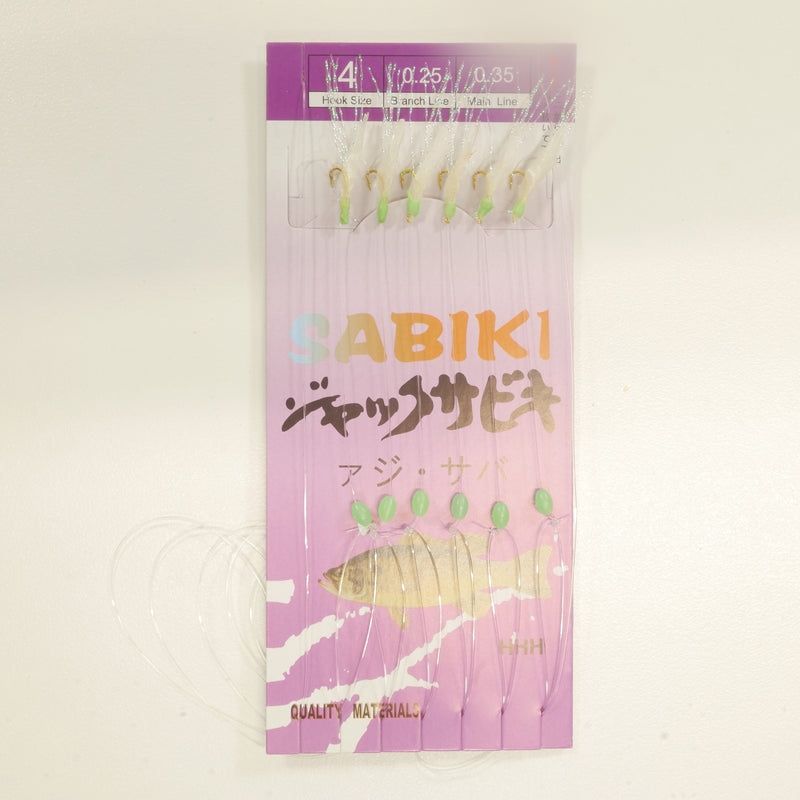 4 0.25 0.35
Hook Size Branch Line Main Line
SABIKI
ジャックサビキ
アジ・サバ
HHH
QUALITY MATERIALS